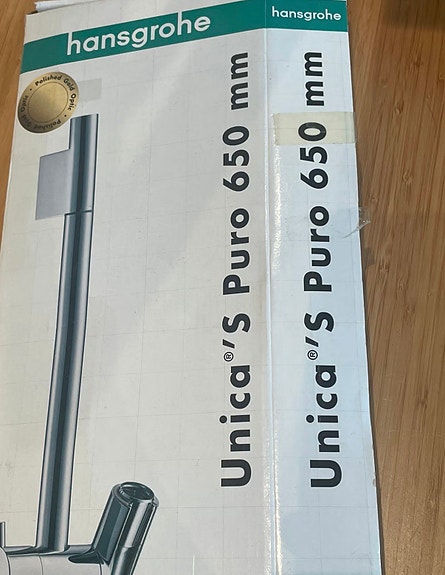 hansgrohe
hansgrohe
Polished Gold Optic
Unica®'S Puro 650 mm
Unica®'S Puro 650 mm